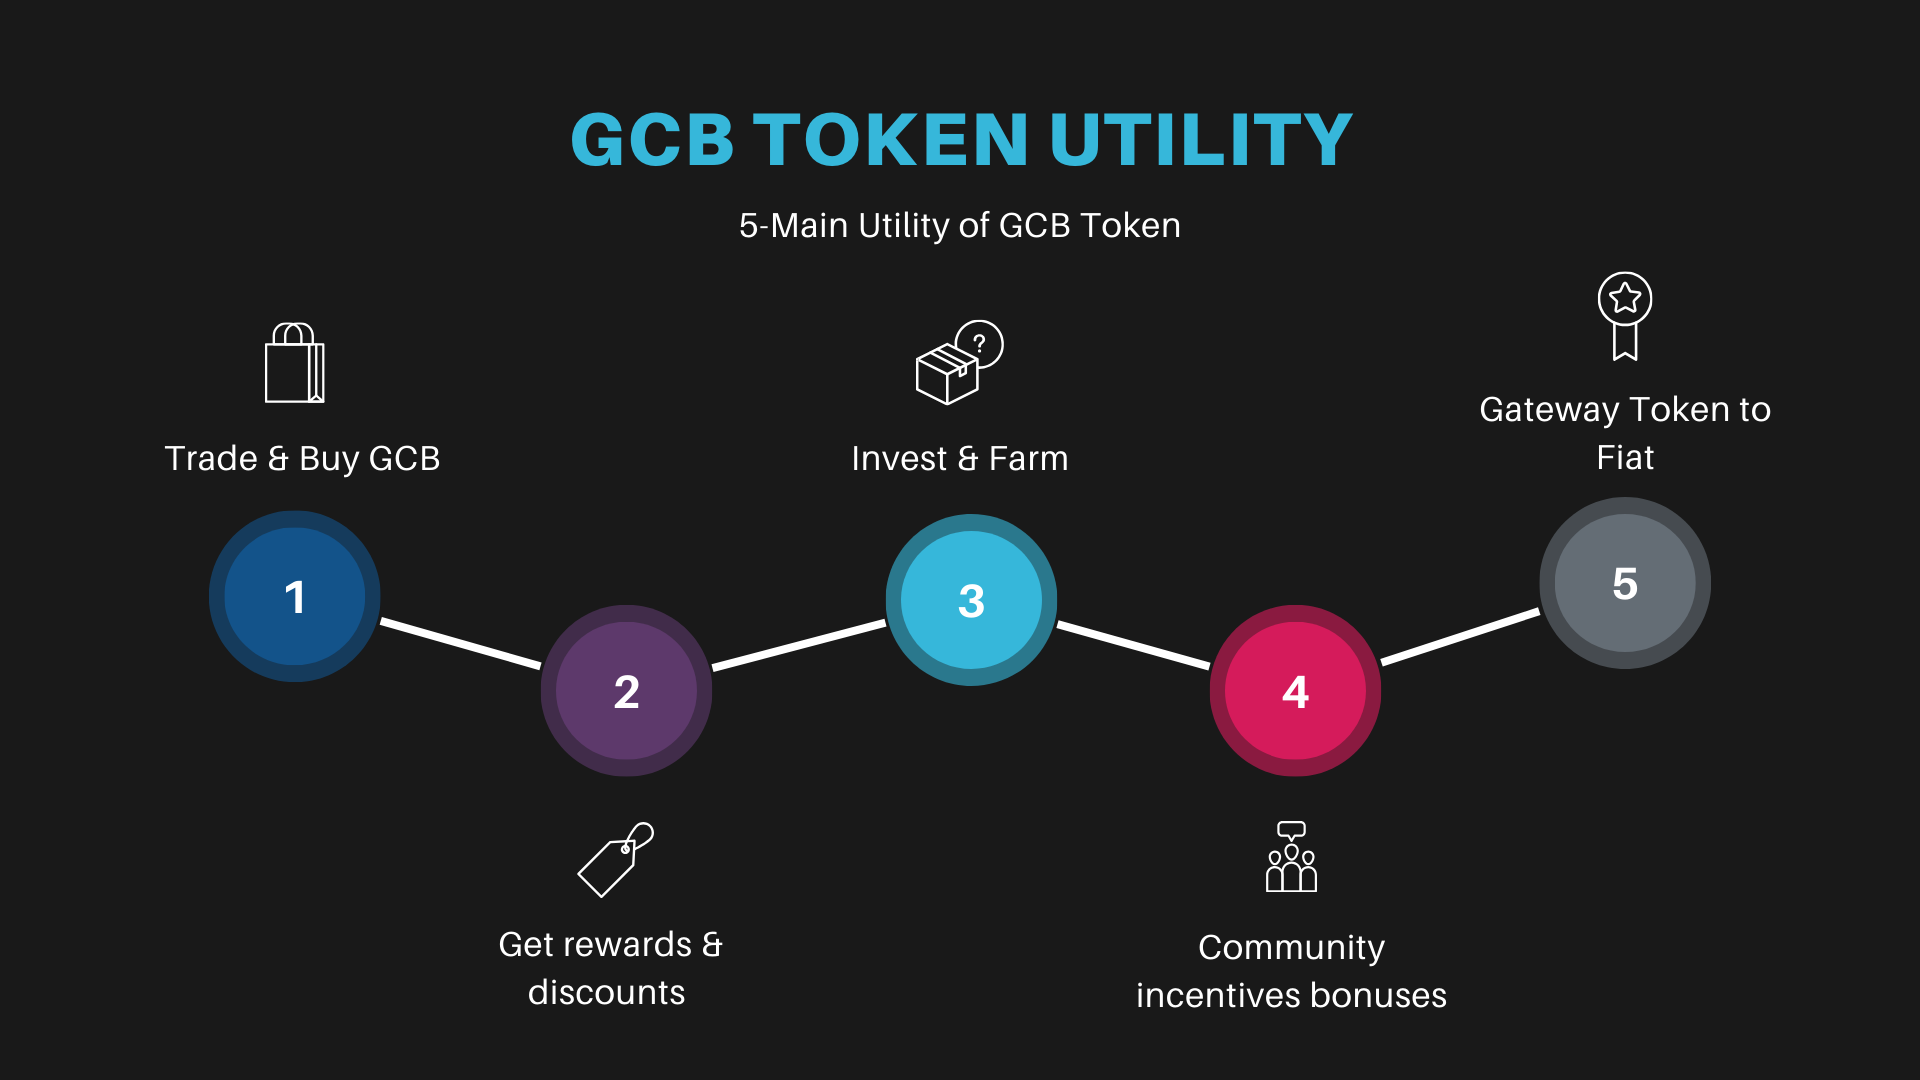 GCB TOKEN UTILITY
5-Main Utility of GCB Token
Trade & Buy GCB
1
Get rewards &
discounts
2
?
Invest & Farm
3
Community
incentives bonuses
4
Gateway Token to
Fiat
5